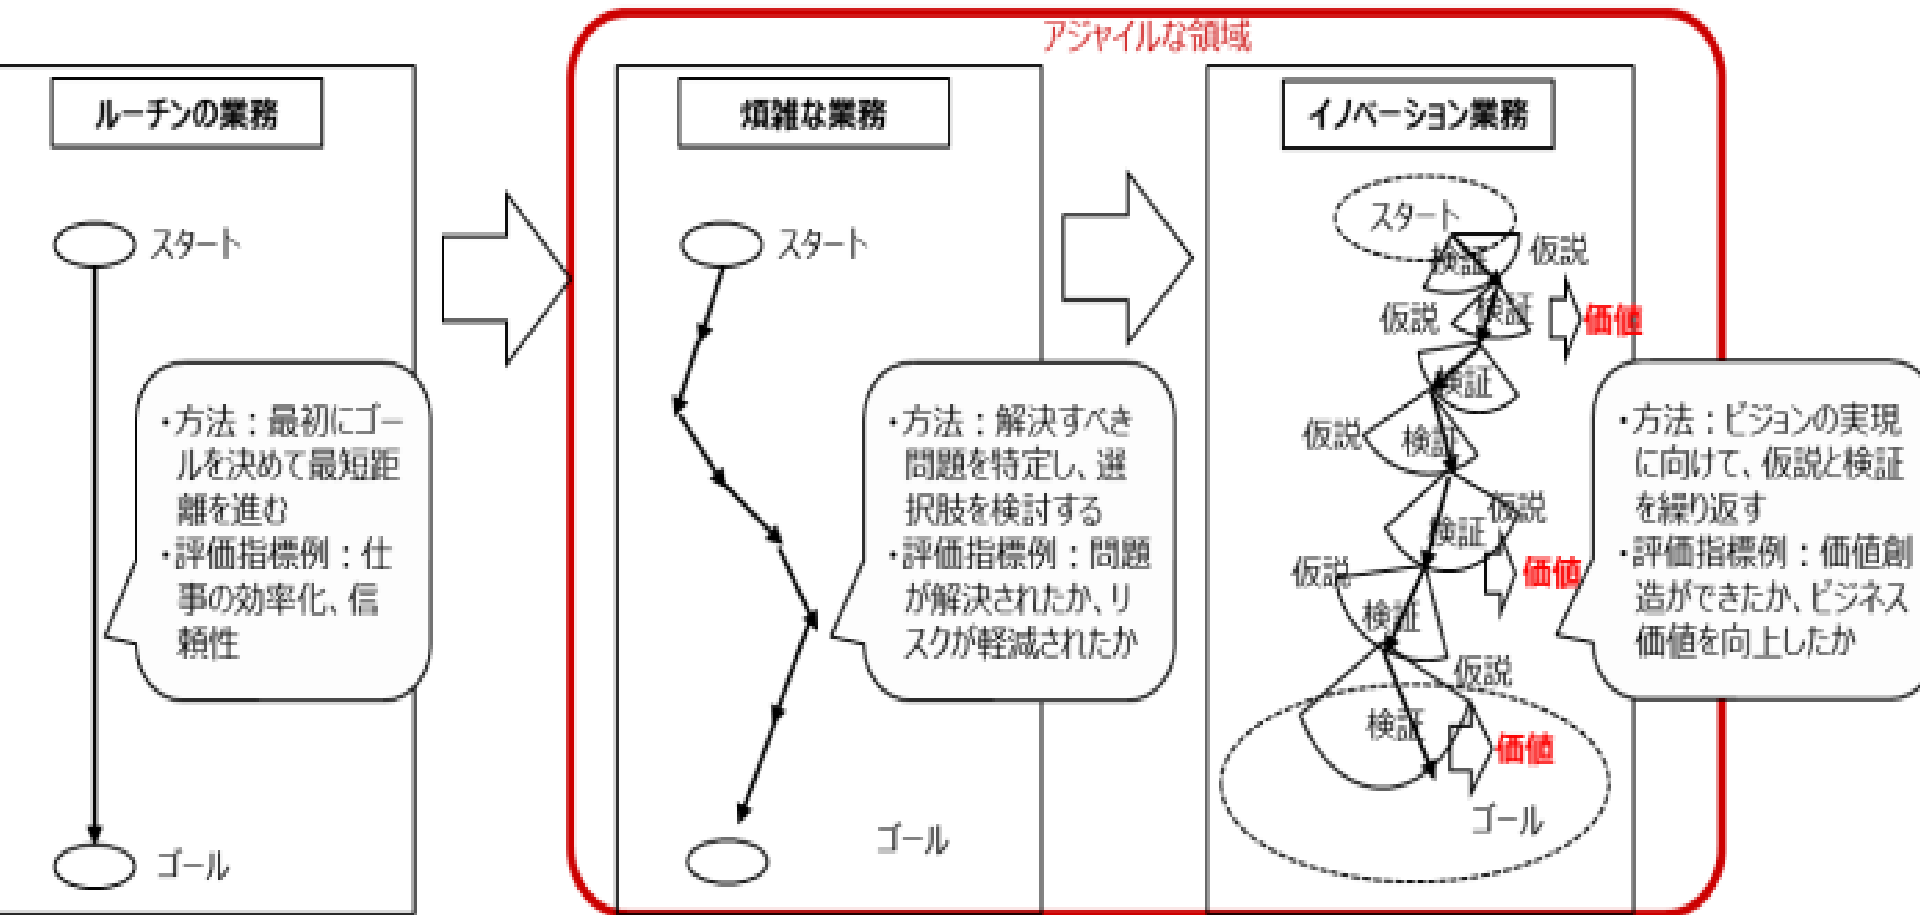 アジャイルな領域
ルーチンの業務
スタート
・方法：最初にゴー
ルを決めて最短距
離を進む
・評価指標例：仕
事の効率化、信
頼性
ゴール
煩雑な業務
スタート
・方法：解決すべき
問題を特定し、選
択肢を検討する
・評価指標例：問題
が解決されたか、リ
スクが軽減されたか
ゴール
イノベーション業務
スタート
検証
仮説
仮説
検証
価値
検証
仮説
検証
仮説
検証
価値
仮説
検証
仮説
検証
価値
ゴール
・方法：ビジョンの実現
に向けて、仮説と検証
を繰り返す
・評価指標例：価値創
造ができたか、ビジネス
価値を向上したか